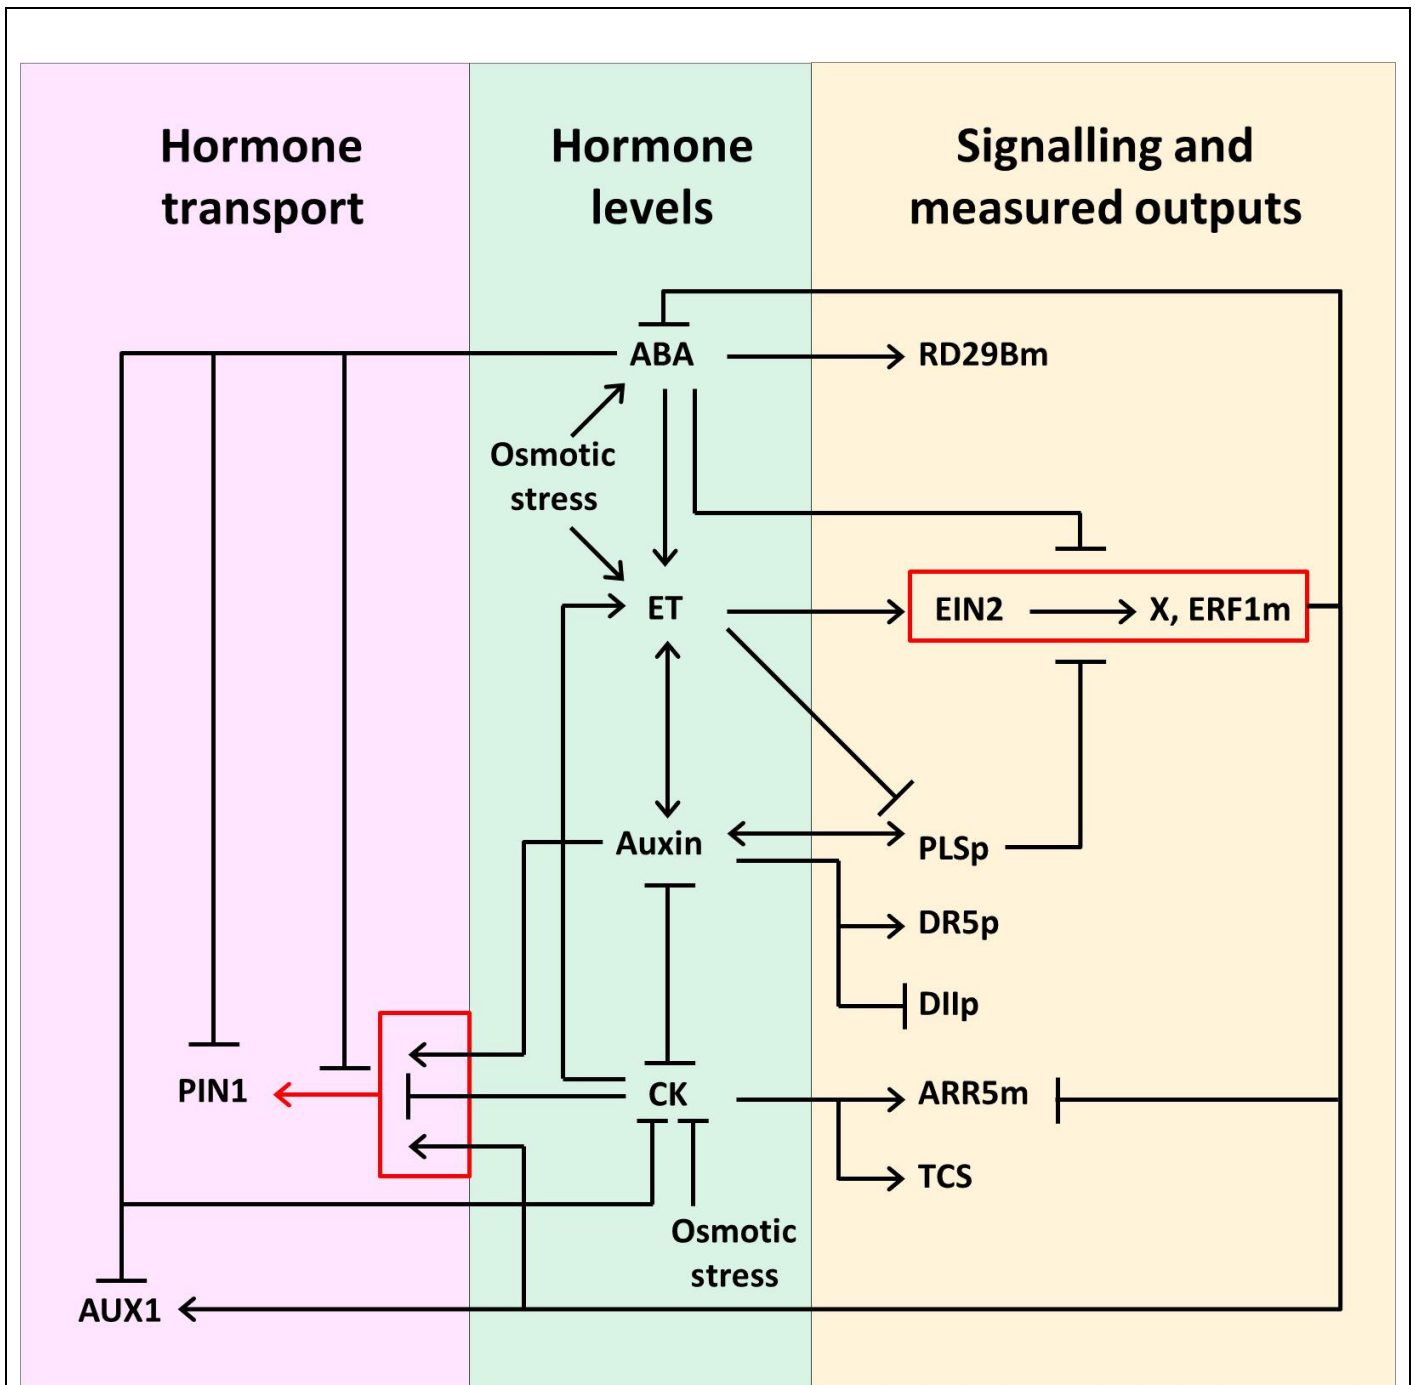 Hormone
transport
Hormone
levels
Signalling and
measured outputs
ABA
RD29Bm
Osmotic
stress
ET
EIN2
X, ERF1m
Auxin
PLSp
DR5p
DIIp
PIN1
CK
ARR5m
TCS
Osmotic
stress
AUX1